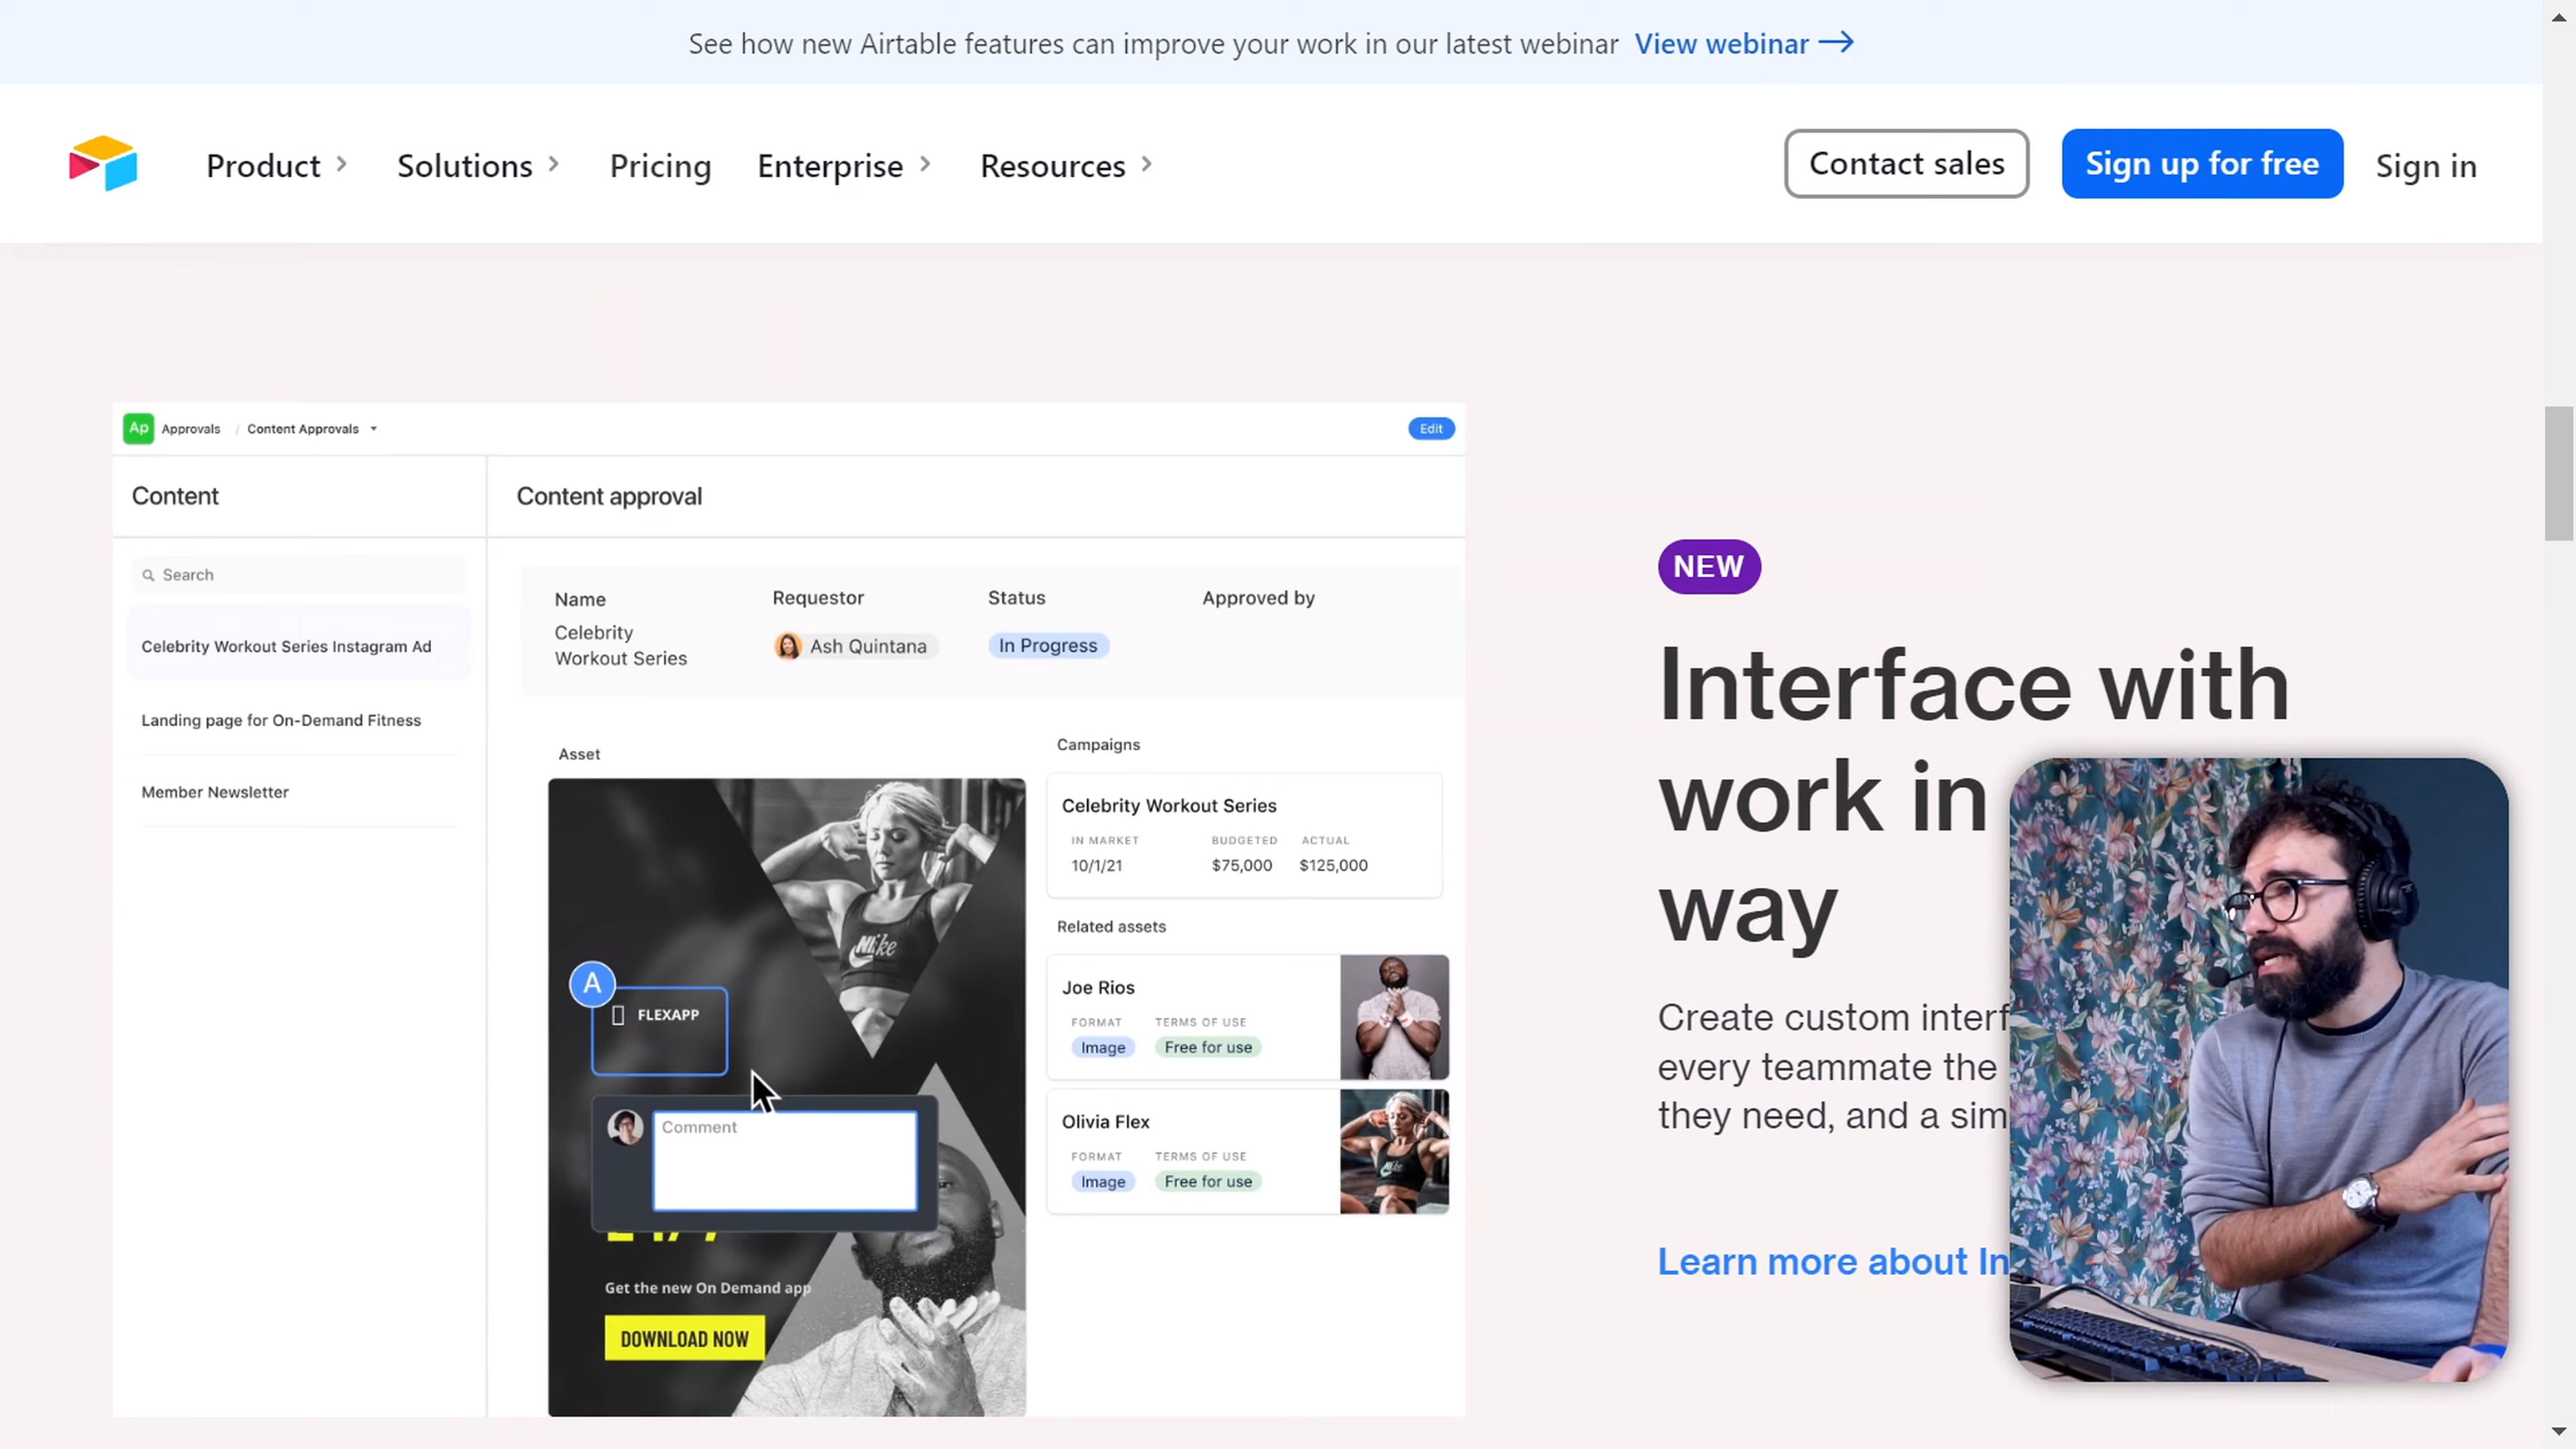 See how new Airtable features can improve your work in our latest webinar View webinar →
Product Solutions Pricing Enterprise Resources
Contact sales Sign up for free Sign in
Ap Approvals / Content Approvals Edit
Content
Search
Celebrity Workout Series Instagram Ad
Landing page for On-Demand Fitness
Member Newsletter
Content approval
Name Requestor Status Approved by
Celebrity
Workout Series
Ash Quintana
In Progress
Asset
A
FLEXAPP
Comment
24/7
Get the new On Demand app
DOWNLOAD NOW
Nike
Campaigns
Celebrity Workout Series
IN MARKET BUDGETED ACTUAL
10/1/21 $75,000 $125,000
Related assets
Joe Rios
FORMAT TERMS OF USE
Image Free for use
Olivia Flex
FORMAT TERMS OF USE
Image Free for use
NEW
Interface with
work in
way
Create custom interf
every teammate the
they need, and a sim
Learn more about In